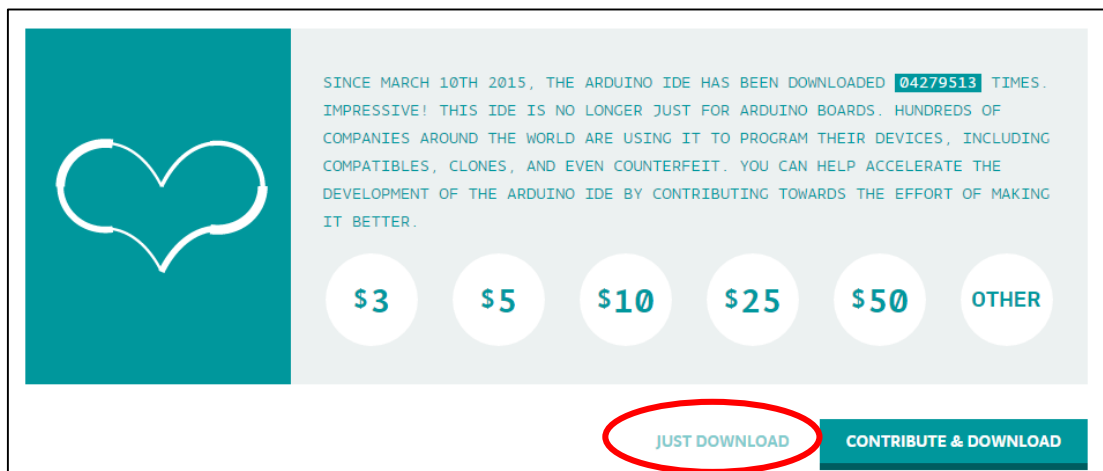 SINCE MARCH 10TH 2015, THE ARDUINO IDE HAS BEEN DOWNLOADED 04279513 TIMES.
IMPRESSIVE! THIS IDE IS NO LONGER JUST FOR ARDUINO BOARDS. HUNDREDS OF
COMPANIES AROUND THE WORLD ARE USING IT TO PROGRAM THEIR DEVICES, INCLUDING
COMPATIBLES, CLONES, AND EVEN COUNTERFEIT. YOU CAN HELP ACCELERATE THE
DEVELOPMENT OF THE ARDUINO IDE BY CONTRIBUTING TOWARDS THE EFFORT OF MAKING
IT BETTER.
$3 $5 $10 $25 $50 OTHER
JUST DOWNLOAD CONTRIBUTE & DOWNLOAD